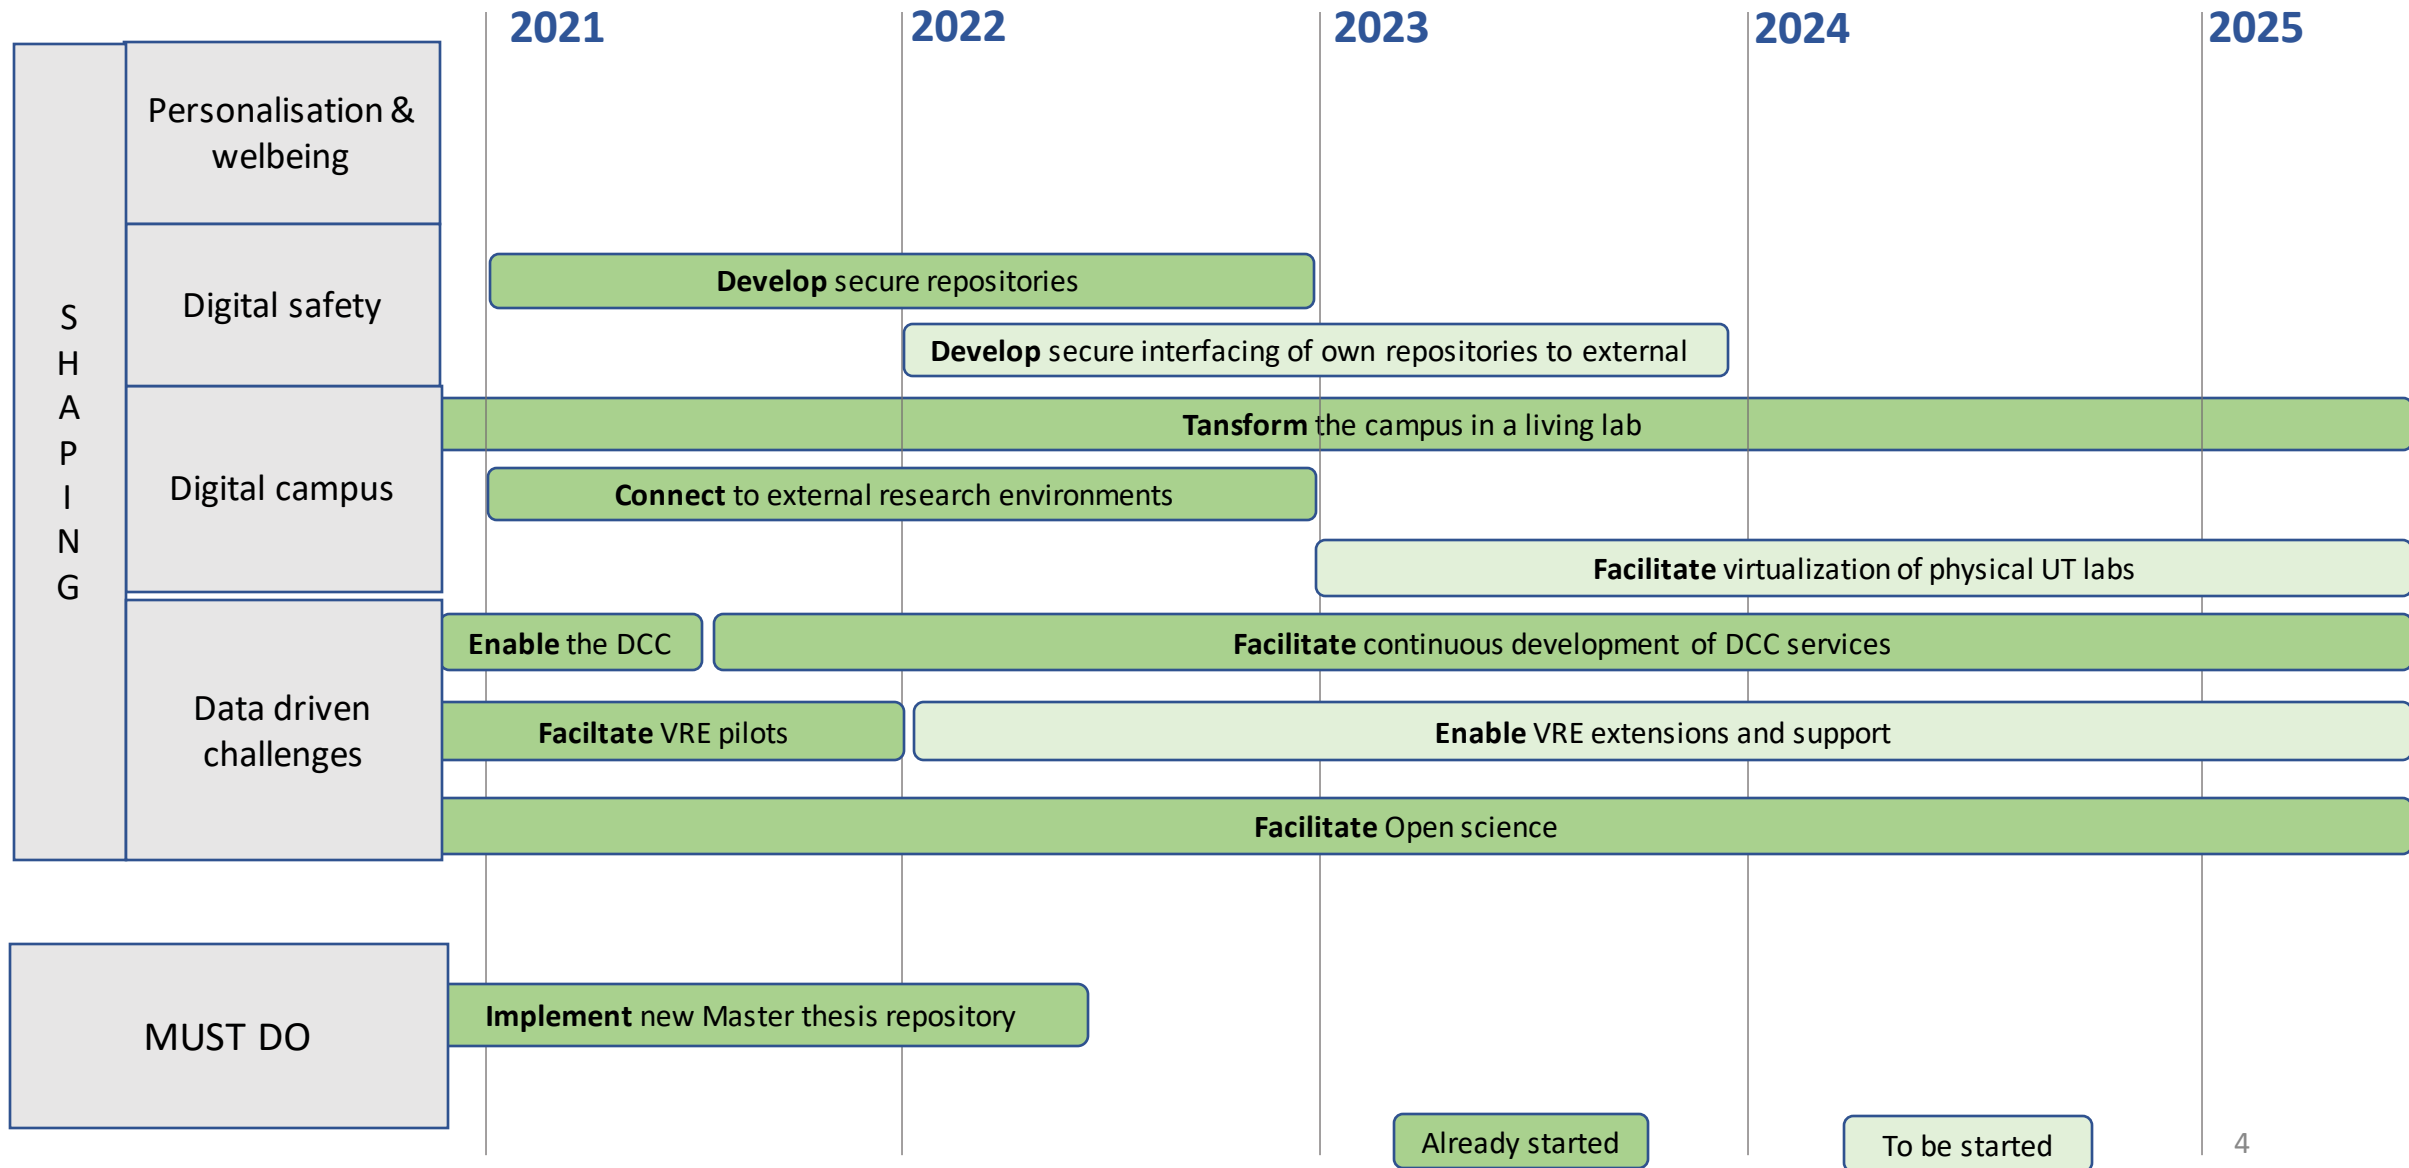 2021
2022
2023
2024
2025
SHAPING
Personalisation &
welbeing
Digital safety
Develop secure repositories
Develop secure interfacing of own repositories to external
Digital campus
Tansform the campus in a living lab
Connect to external research environments
Facilitate virtualization of physical UT labs
Data driven
challenges
Enable the DCC
Facilitate continuous development of DCC services
Faciltate VRE pilots
Enable VRE extensions and support
Facilitate Open science
MUST DO
Implement new Master thesis repository
Already started
To be started
4